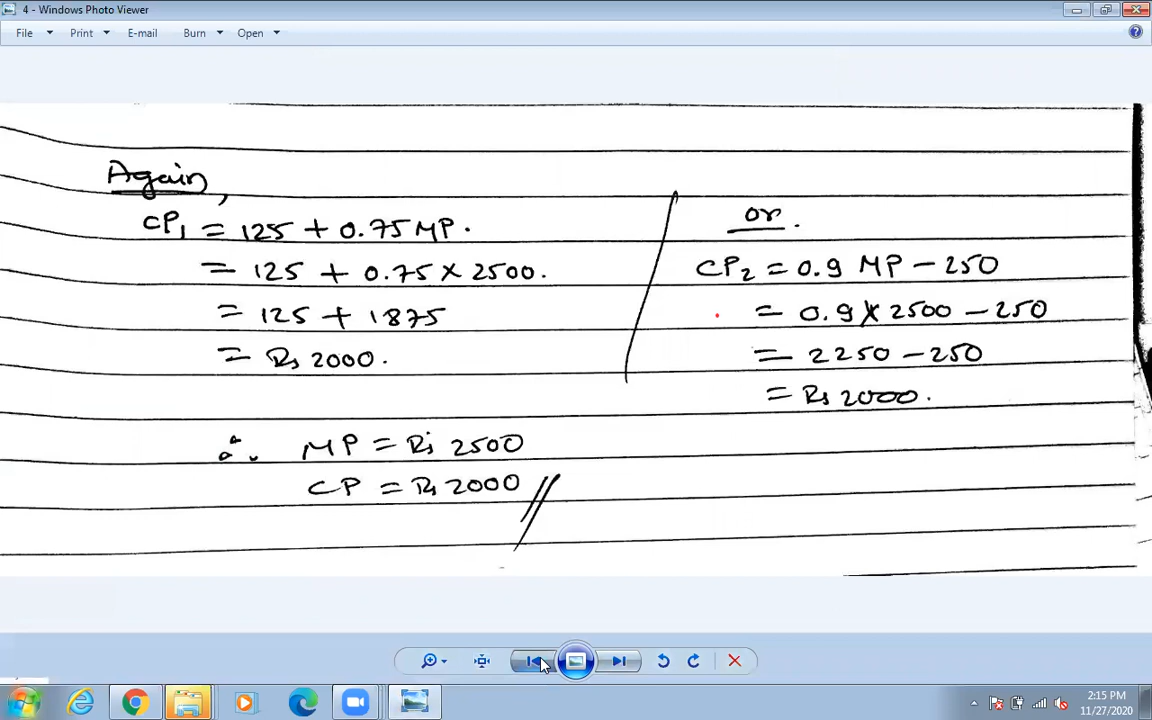 4 - Windows Photo Viewer
File Print E-mail Burn Open
Again,
CP₁ = 125 + 0.75 MP.
= 125 + 0.75 × 2500.
= 125 + 1875
= Rs 2000.
or
CP₂ = 0.9 MP - 250
= 0.9 × 2500 - 250
= 2250 - 250
= Rs 2000.
∴ MP = Rs 2500
CP = Rs 2000 //
2:15 PM
11/27/2020